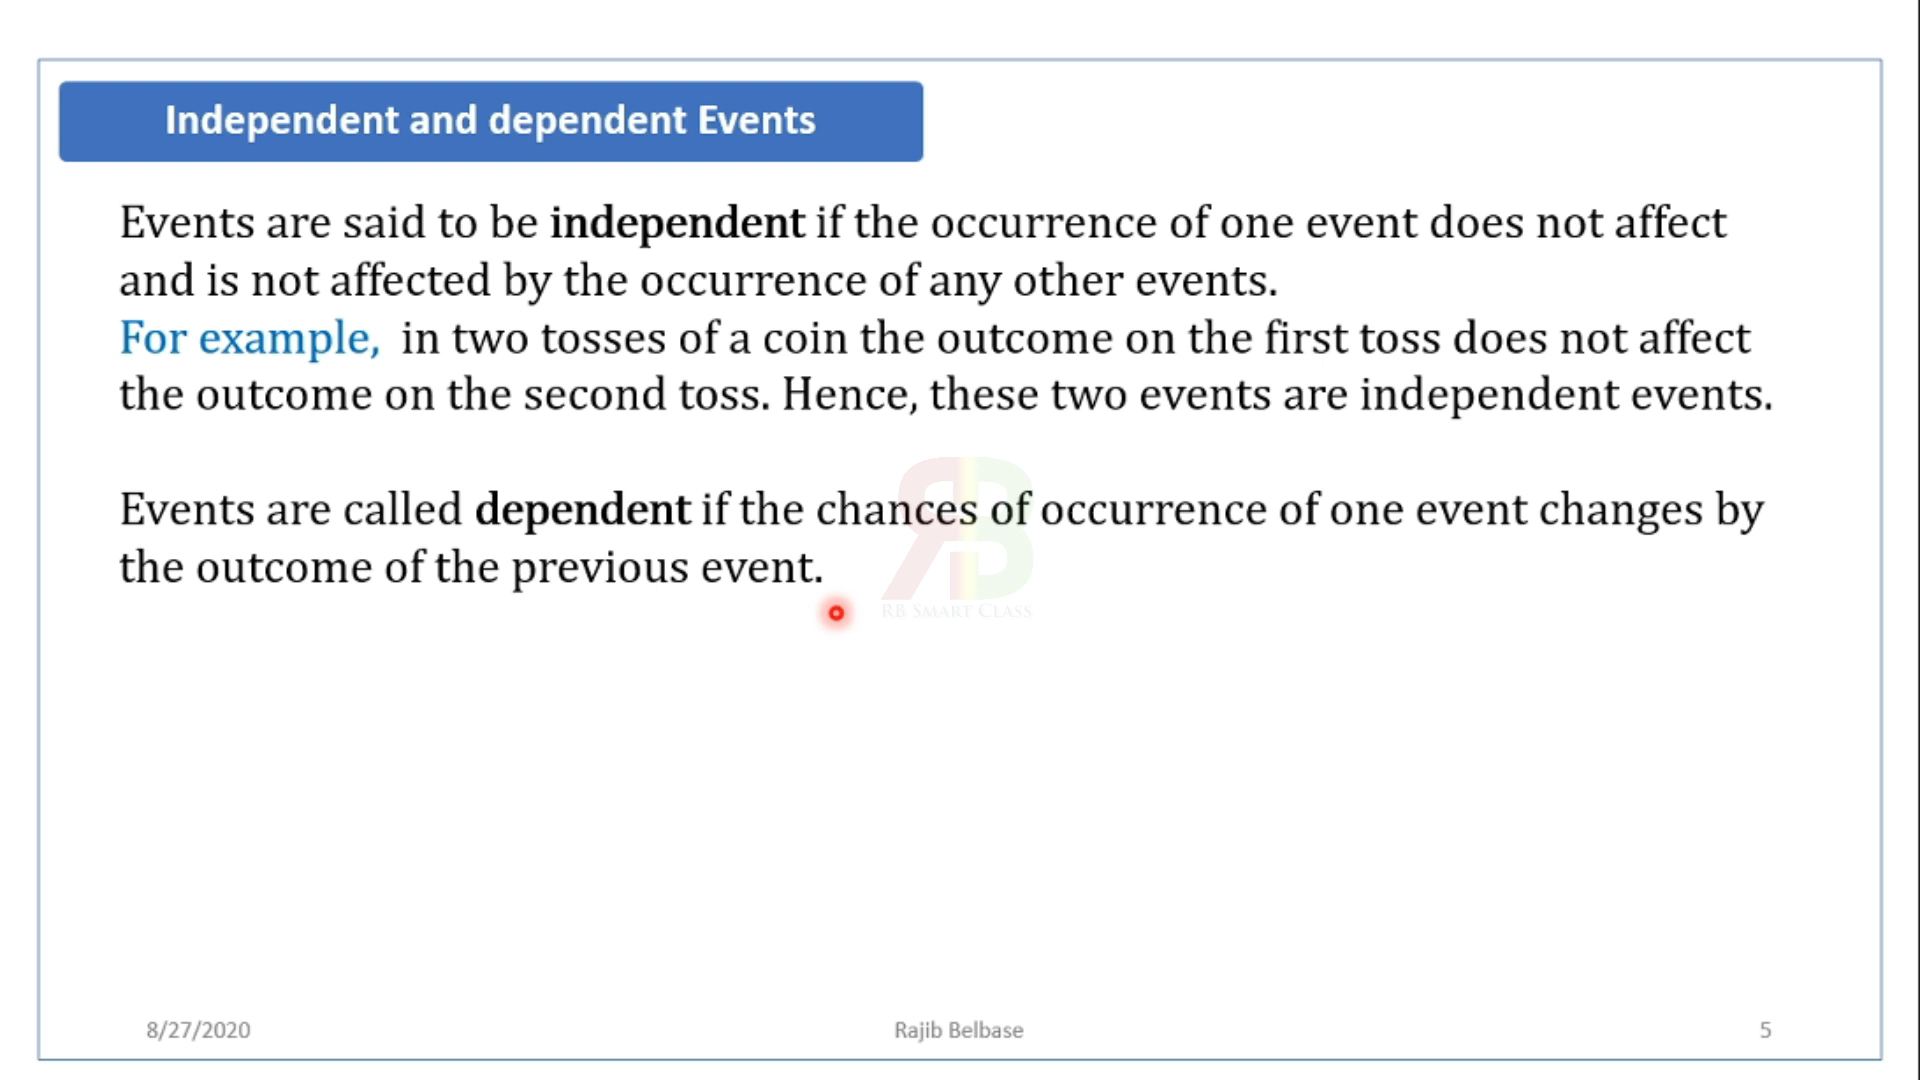 Independent and dependent Events
Events are said to be independent if the occurrence of one event does not affect
and is not affected by the occurrence of any other events.
For example, in two tosses of a coin the outcome on the first toss does not affect
the outcome on the second toss. Hence, these two events are independent events.
Events are called dependent if the chances of occurrence of one event changes by
the outcome of the previous event.
RB SMART CLASS
8/27/2020
Rajib Belbase
5